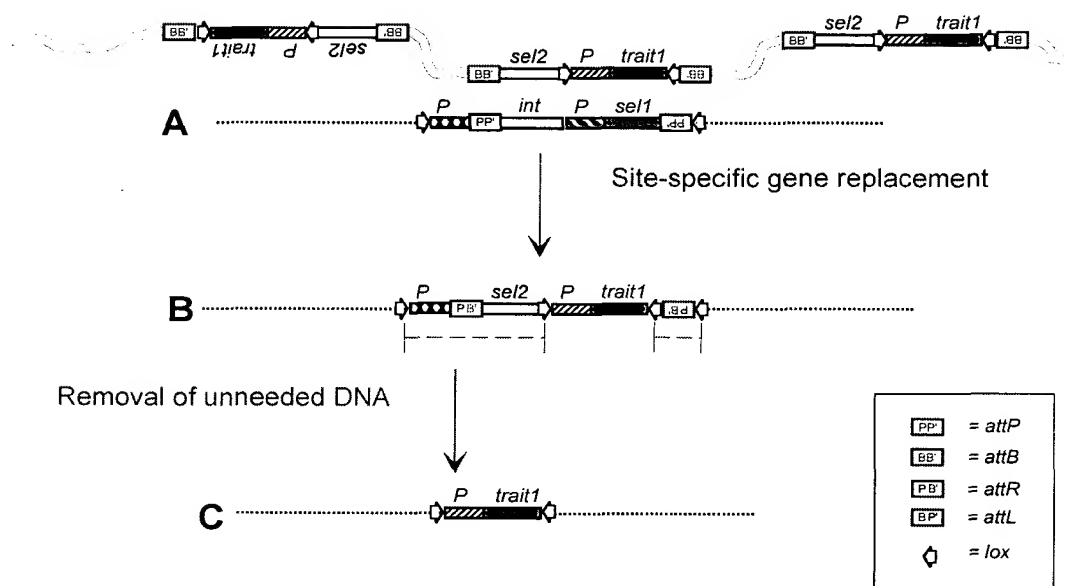 BB' trait1 P sel2 BB'
BB' sel2 P trait1 BB'
BB' sel2 P trait1 BB'
A P PP' int P sel1 PP'
Site-specific gene replacement
B P PB' sel2 P trait1 PB'
Removal of unneeded DNA
C P trait1
PP' = attP
BB' = attB
PB' = attR
BP' = attL
= lox